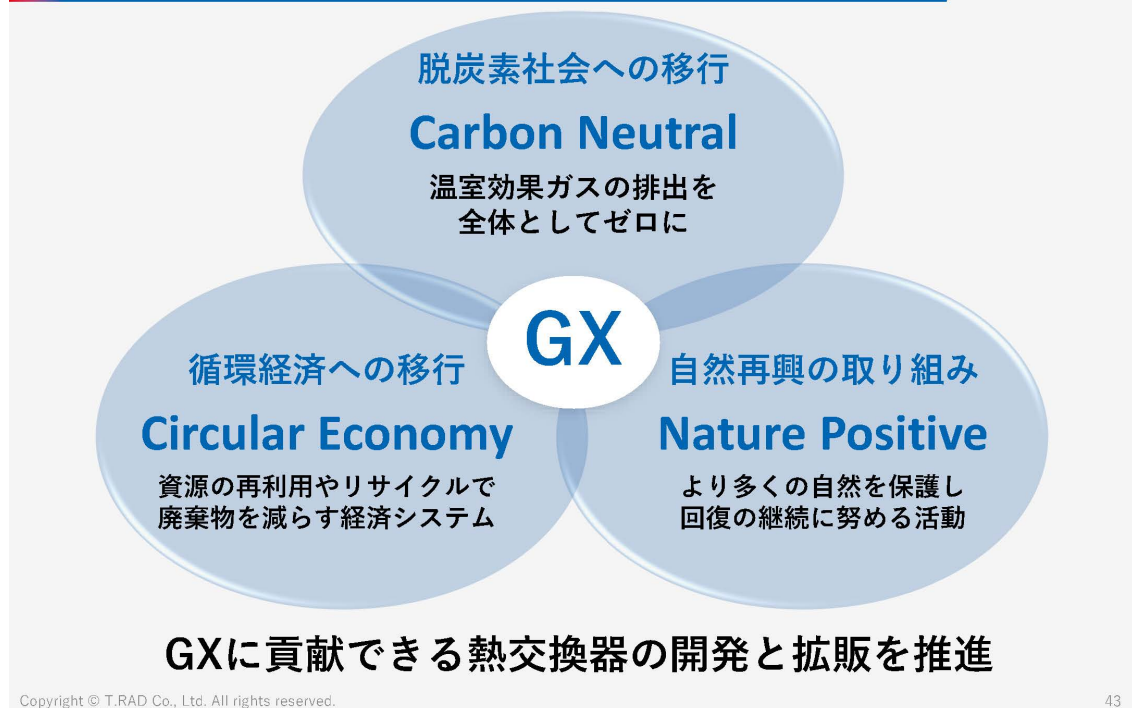 脱炭素社会への移行
Carbon Neutral
温室効果ガスの排出を
全体としてゼロに
GX
循環経済への移行
Circular Economy
資源の再利用やリサイクルで
廃棄物を減らす経済システム
自然再興の取り組み
Nature Positive
より多くの自然を保護し
回復の継続に努める活動
GXに貢献できる熱交換器の開発と拡販を推進
Copyright © T.RAD Co., Ltd. All rights reserved.
43